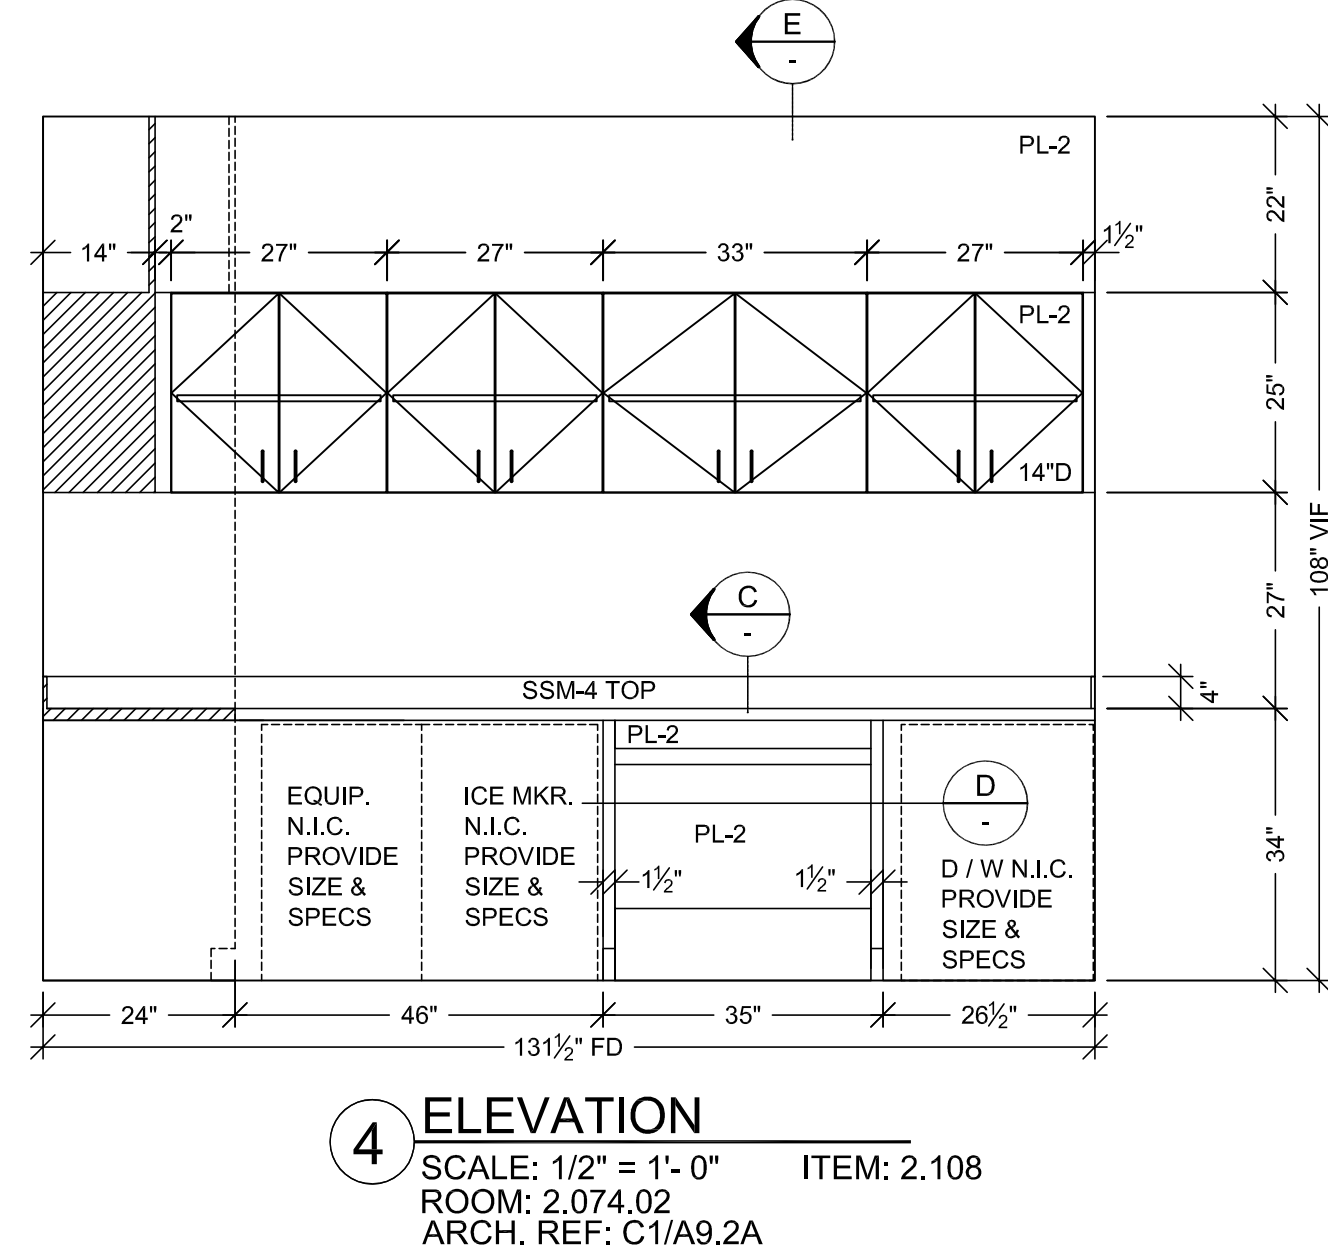 E
-
PL-2
22"
2"
14"
27"
27"
33"
27"
1½"
PL-2
25"
14"D
108" VIF
27"
C
-
SSM-4 TOP
4"
PL-2
EQUIP.
N.I.C.
PROVIDE
SIZE &
SPECS
ICE MKR.
N.I.C.
PROVIDE
SIZE &
SPECS
PL-2
1½"
1½"
D
-
D / W N.I.C.
PROVIDE
SIZE &
SPECS
34"
24"
46"
35"
26½"
131½" FD
4
ELEVATION
SCALE: 1/2" = 1'- 0" ITEM: 2.108
ROOM: 2.074.02
ARCH. REF: C1/A9.2A